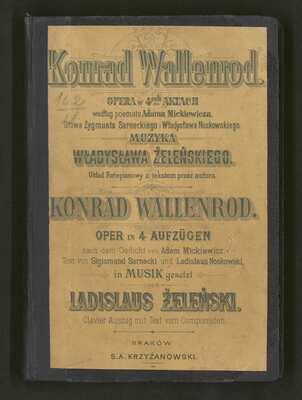 Konrad Wallenrod.
OPERA w 4ech AKTACH
według poematu Adama Mickiewicza,
Słowa Zygmunta Sarneckiego i Władysława Noskowskiego.
MUZYKA
WŁADYSŁAWA ŻELEŃSKIEGO.
Układ Fortepianowy z tekstem przez autora.
KONRAD WALLENROD.
OPER IN 4 AUFZÜGEN
nach dem Gedicht von Adam Mickiewicz.
Text von Sigismund Sarnecki und Ladislaus Noskowski,
in MUSIK gesetzt
LADISLAUS ŻELEŃSKI.
Clavier Auszug mit Text vom Componisten.
KRAKÓW
S.A. KRZYŻANOWSKI.